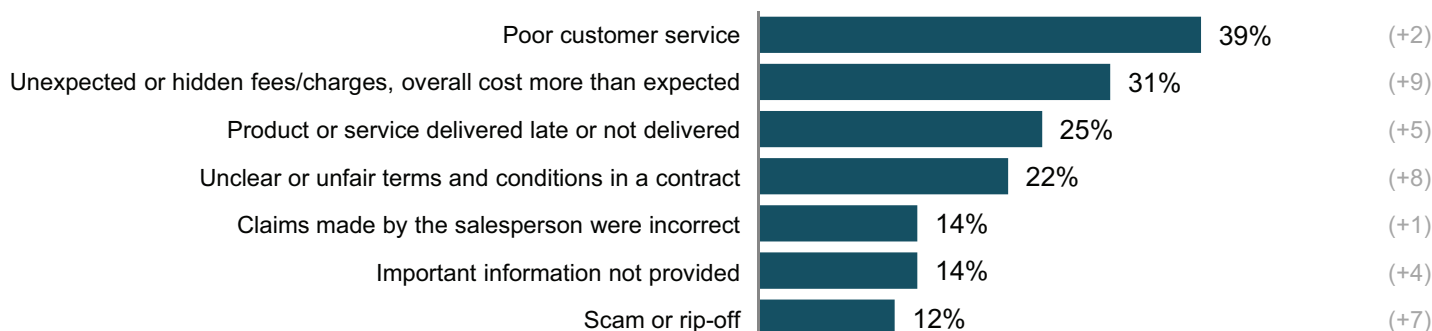 Poor customer service 39% (+2)
Unexpected or hidden fees/charges, overall cost more than expected 31% (+9)
Product or service delivered late or not delivered 25% (+5)
Unclear or unfair terms and conditions in a contract 22% (+8)
Claims made by the salesperson were incorrect 14% (+1)
Important information not provided 14% (+4)
Scam or rip-off 12% (+7)